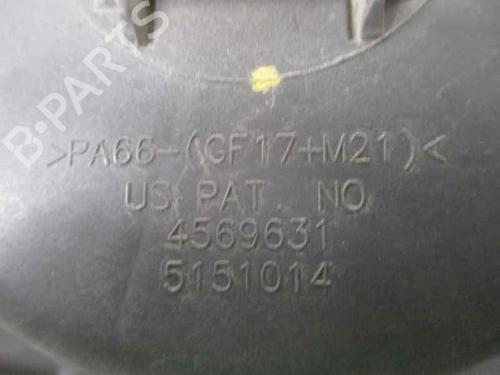 B-PARTS
>PA66-(GF17+M21)<
US PAT. NO
4569631
5151014